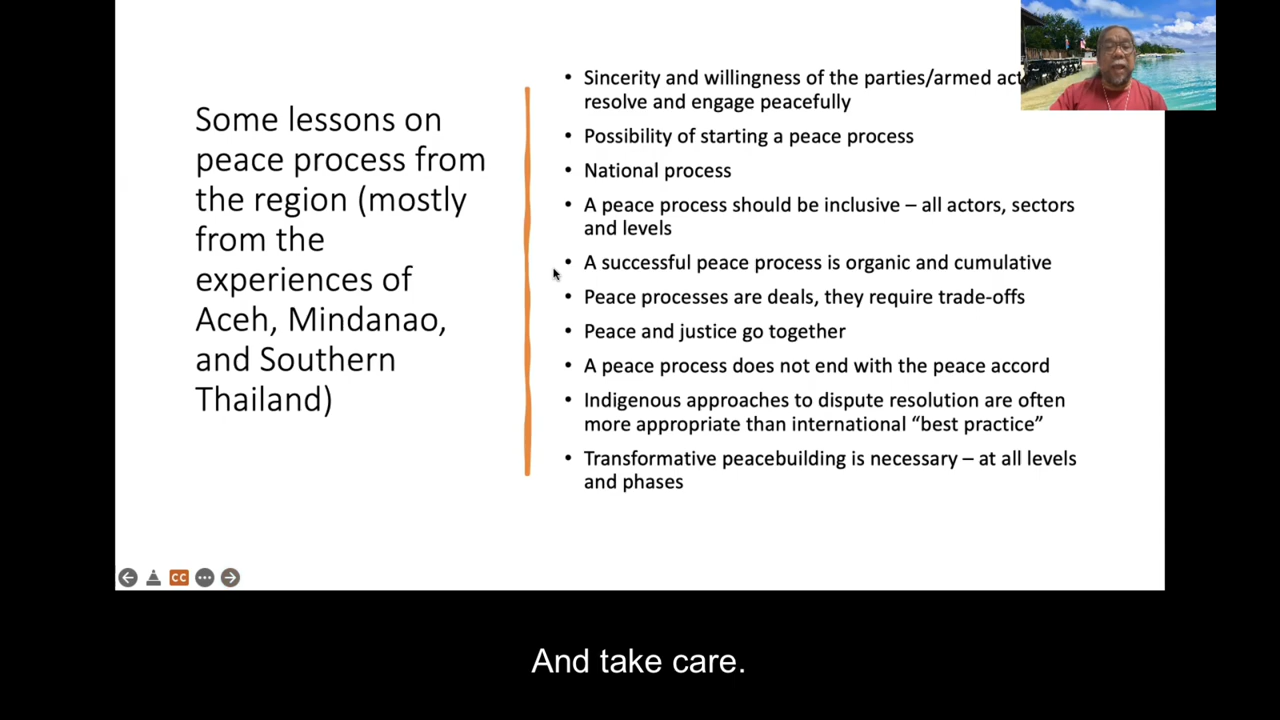 Some lessons on
peace process from
the region (mostly
from the
experiences of
Aceh, Mindanao,
and Southern
Thailand)
• Sincerity and willingness of the parties/armed
resolve and engage peacefully
• Possibility of starting a peace process
• National process
• A peace process should be inclusive – all actors, sectors
and levels
• A successful peace process is organic and cumulative
• Peace processes are deals, they require trade-offs
• Peace and justice go together
• A peace process does not end with the peace accord
• Indigenous approaches to dispute resolution are often
more appropriate than international “best practice”
• Transformative peacebuilding is necessary – at all levels
and phases
CC
And take care.